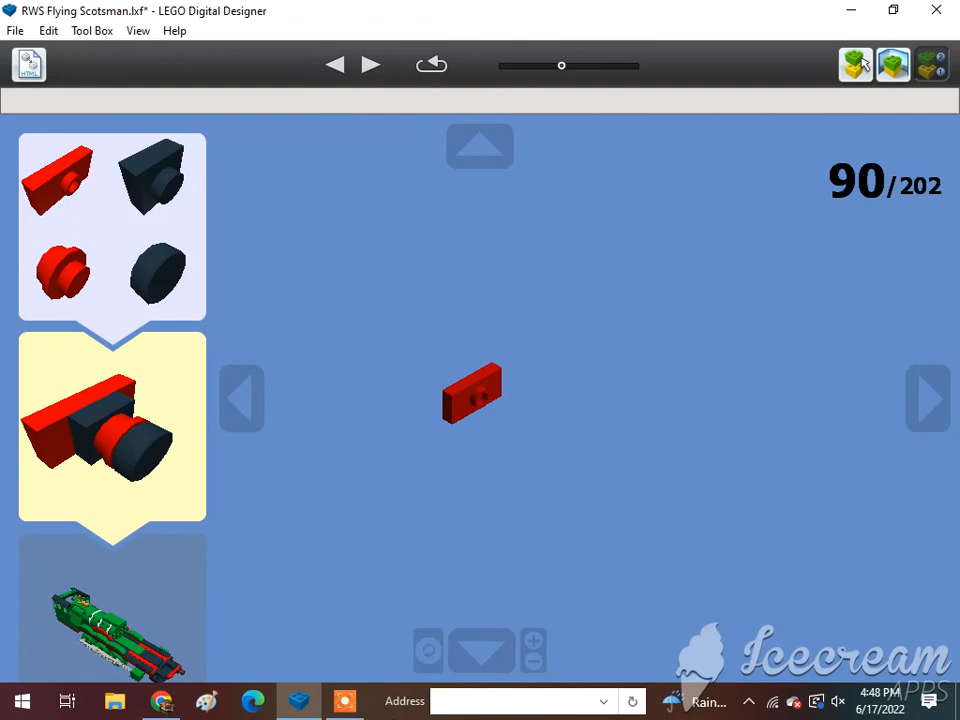 RWS Flying Scotsman.lxf* - LEGO Digital Designer
File Edit Tool Box View Help
HTML
90/202
Icecream
APPS
Address
Rain...
4:48 PM
6/17/2022